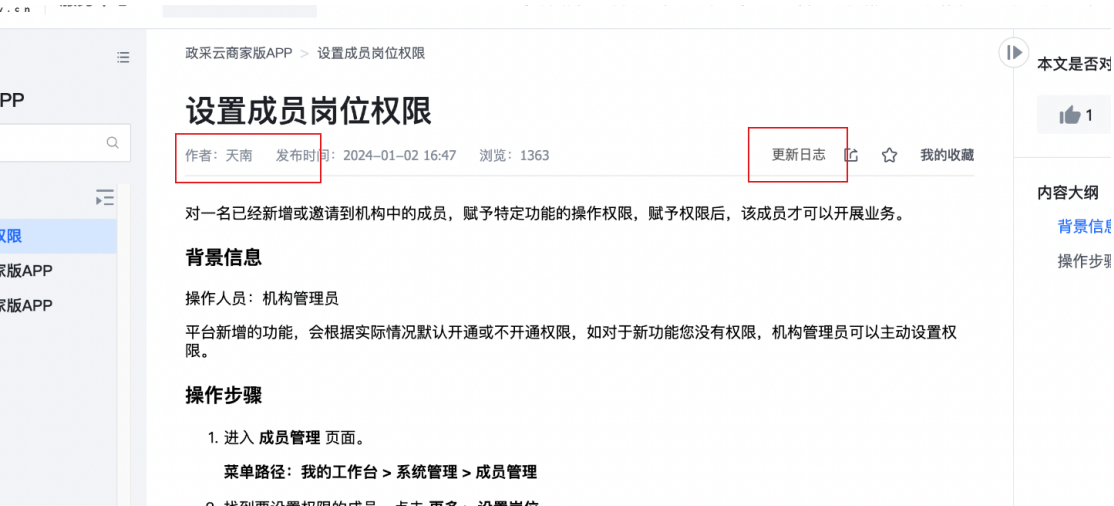 政采云商家版APP > 设置成员岗位权限
本文是否对
PP
设置成员岗位权限
1
作者：天南 发布时间：2024-01-02 16:47 浏览：1363 更新日志 我的收藏
内容大纲
对一名已经新增或邀请到机构中的成员，赋予特定功能的操作权限，赋予权限后，该成员才可以开展业务。
背景信息
权限
背景信息
操作步骤
家版APP
操作人员：机构管理员
家版APP
平台新增的功能，会根据实际情况默认开通或不开通权限，如对于新功能您没有权限，机构管理员可以主动设置权
限。
操作步骤
1. 进入 成员管理 页面。
菜单路径：我的工作台 > 系统管理 > 成员管理